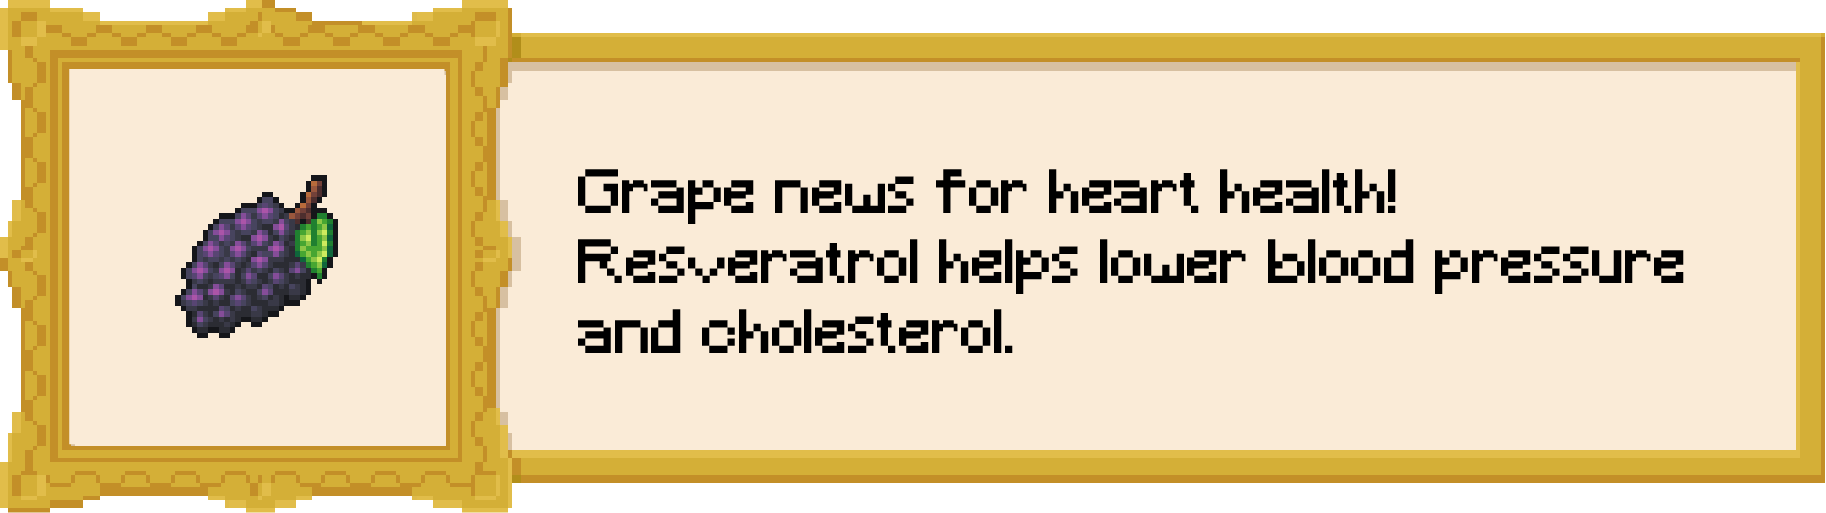 Grape news for heart health!
Resveratrol helps lower blood pressure
and cholesterol.